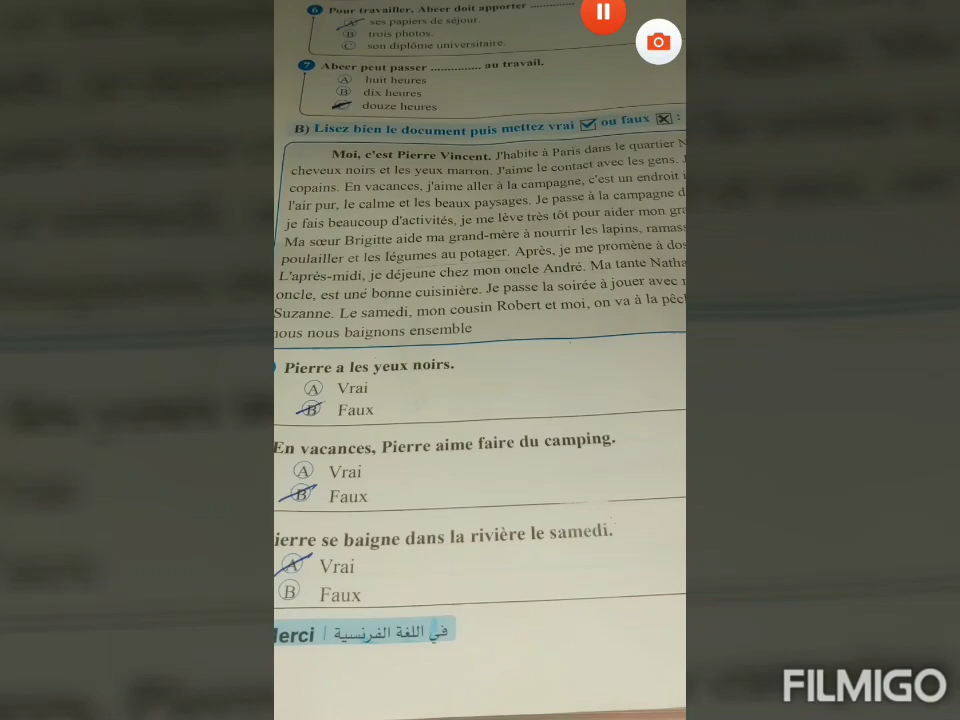 6 Pour travailler, Abeer doit apporter ............
A ses papiers de séjour.
B trois photos.
C son diplôme universitaire.
7 Abeer peut passer .............. au travail.
A huit heures
B dix heures
douze heures
B) Lisez bien le document puis mettez vrai ou faux :
Moi, c'est Pierre Vincent. J'habite à Paris dans le quartier
cheveux noirs et les yeux marron. J'aime le contact avec les gens.
copains. En vacances, j'aime aller à la campagne, c'est un endroit
l'air pur, le calme et les beaux paysages. Je passe à la campagne
je fais beaucoup d'activités, je me lève très tôt pour aider mon
Ma sœur Brigitte aide ma grand-mère à nourrir les lapins,
poulailler et les légumes au potager. Après, je me promène à
L'après-midi, je déjeune chez mon oncle André. Ma tante
oncle, est uné bonne cuisinière. Je passe la soirée à jouer avec
Suzanne. Le samedi, mon cousin Robert et moi, on va à la
nous nous baignons ensemble
Pierre a les yeux noirs.
A Vrai
B Faux
En vacances, Pierre aime faire du camping.
A Vrai
B Faux
ierre se baigne dans la rivière le samedi.
A Vrai
B Faux
lerci | في اللغة الفرنسية
FILMIGO